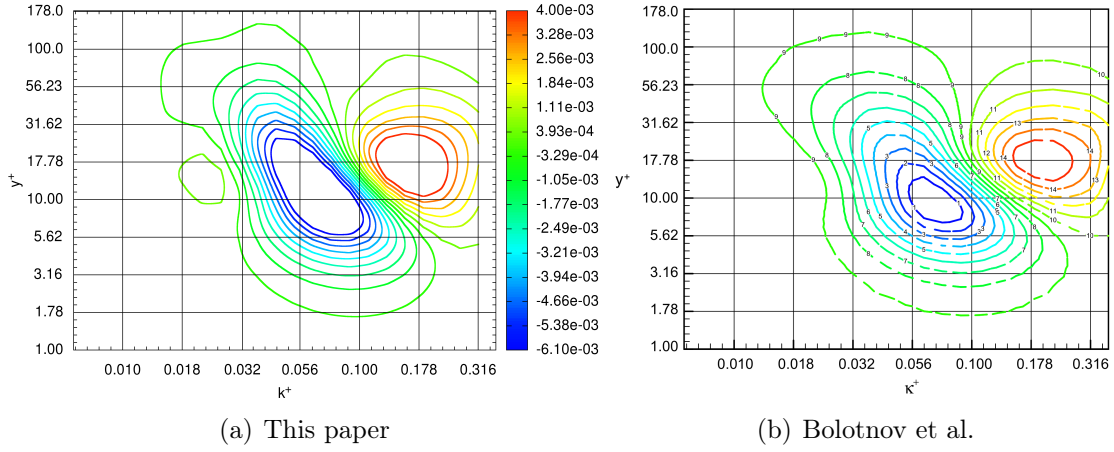 178.0
100.0
56.23
31.62
17.78
10.00
5.62
3.16
1.78
1.00
y+
0.010 0.018 0.032 0.056 0.100 0.178 0.316
k+
4.00e-03
3.28e-03
2.56e-03
1.84e-03
1.11e-03
3.93e-04
-3.29e-04
-1.05e-03
-1.77e-03
-2.49e-03
-3.21e-03
-3.94e-03
-4.66e-03
-5.38e-03
-6.10e-03
(a) This paper
178.0
100.0
56.23
31.62
17.78
10.00
5.62
3.16
1.78
1.00
y+
0.010 0.018 0.032 0.056 0.100 0.178 0.316
κ+
(b) Bolotnov et al.